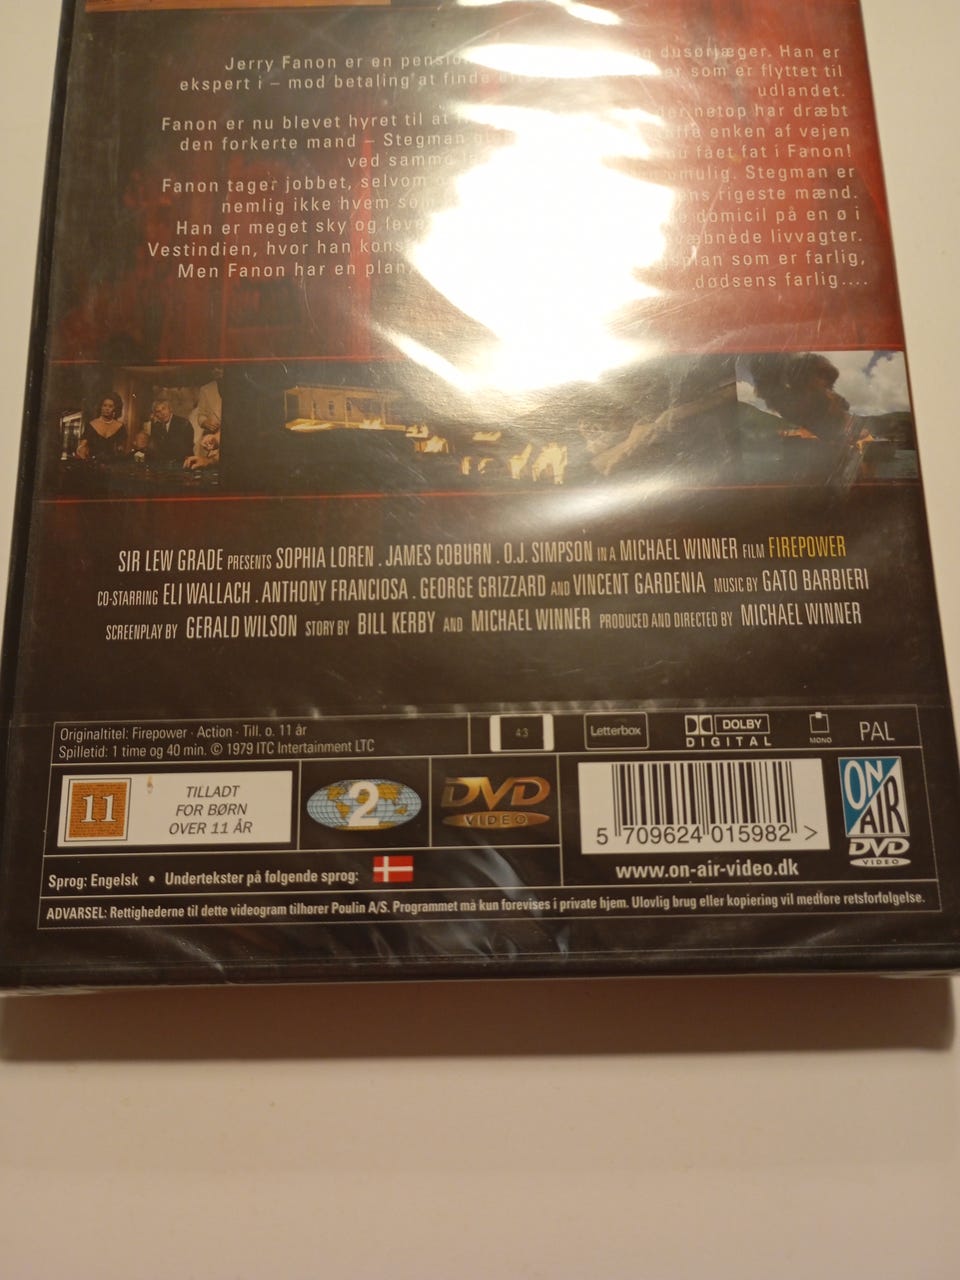 Jerry Fanon er en og dusørjæger. Han er
ekspert i – mod betaling at finde som er flyttet til
udlandet.
Fanon er nu blevet hyret til at der netop har dræbt
den forkerte mand – Stegman enken af vejen
ved samme nu fået fat i Fanon!
Fanon tager jobbet, selvom Stegman er
nemlig ikke hvem som rigeste mænd.
Han er meget sky og domicil på en ø i
Vestindien, hvor han livvagter.
Men Fanon har en plan, som er farlig,
dødsens farlig....
SIR LEW GRADE PRESENTS SOPHIA LOREN . JAMES COBURN . O.J. SIMPSON IN A MICHAEL WINNER FILM FIREPOWER
CO-STARRING ELI WALLACH . ANTHONY FRANCIOSA . GEORGE GRIZZARD AND VINCENT GARDENIA MUSIC BY GATO BARBIERI
SCREENPLAY BY GERALD WILSON STORY BY BILL KERBY AND MICHAEL WINNER PRODUCED AND DIRECTED BY MICHAEL WINNER
Originaltitel: Firepower · Action · Till. o. 11 år
Spilletid: 1 time og 40 min. © 1979 ITC Intertainment LTC
4:3
Letterbox
DOLBY
DIGITAL
MONO
PAL
11
TILLADT
FOR BØRN
OVER 11 ÅR
2
DVD
VIDEO
5 709624 015982 >
ON
AIR
DVD
VIDEO
www.on-air-video.dk
Sprog: Engelsk • Undertekster på følgende sprog:
ADVARSEL: Rettighederne til dette videogram tilhører Poulin A/S. Programmet må kun forevises i private hjem. Ulovlig brug eller kopiering vil medføre retsforfølgelse.